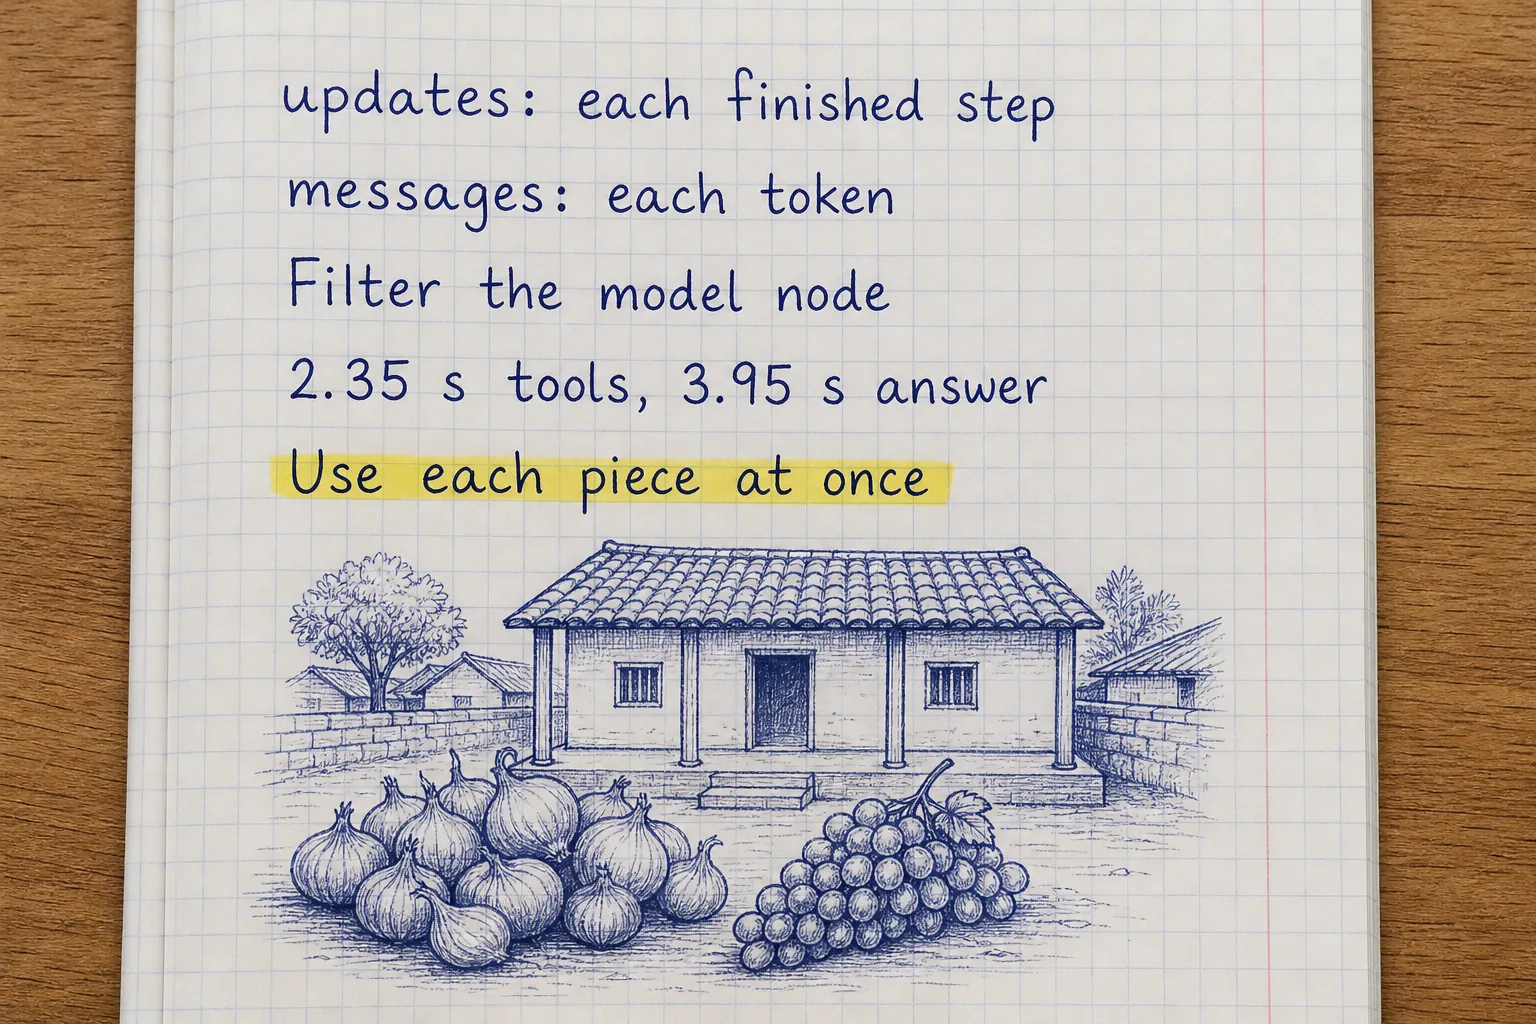 updates: each finished step
messages: each token
Filter the model node
2.35 s tools, 3.95 s answer
Use each piece at once